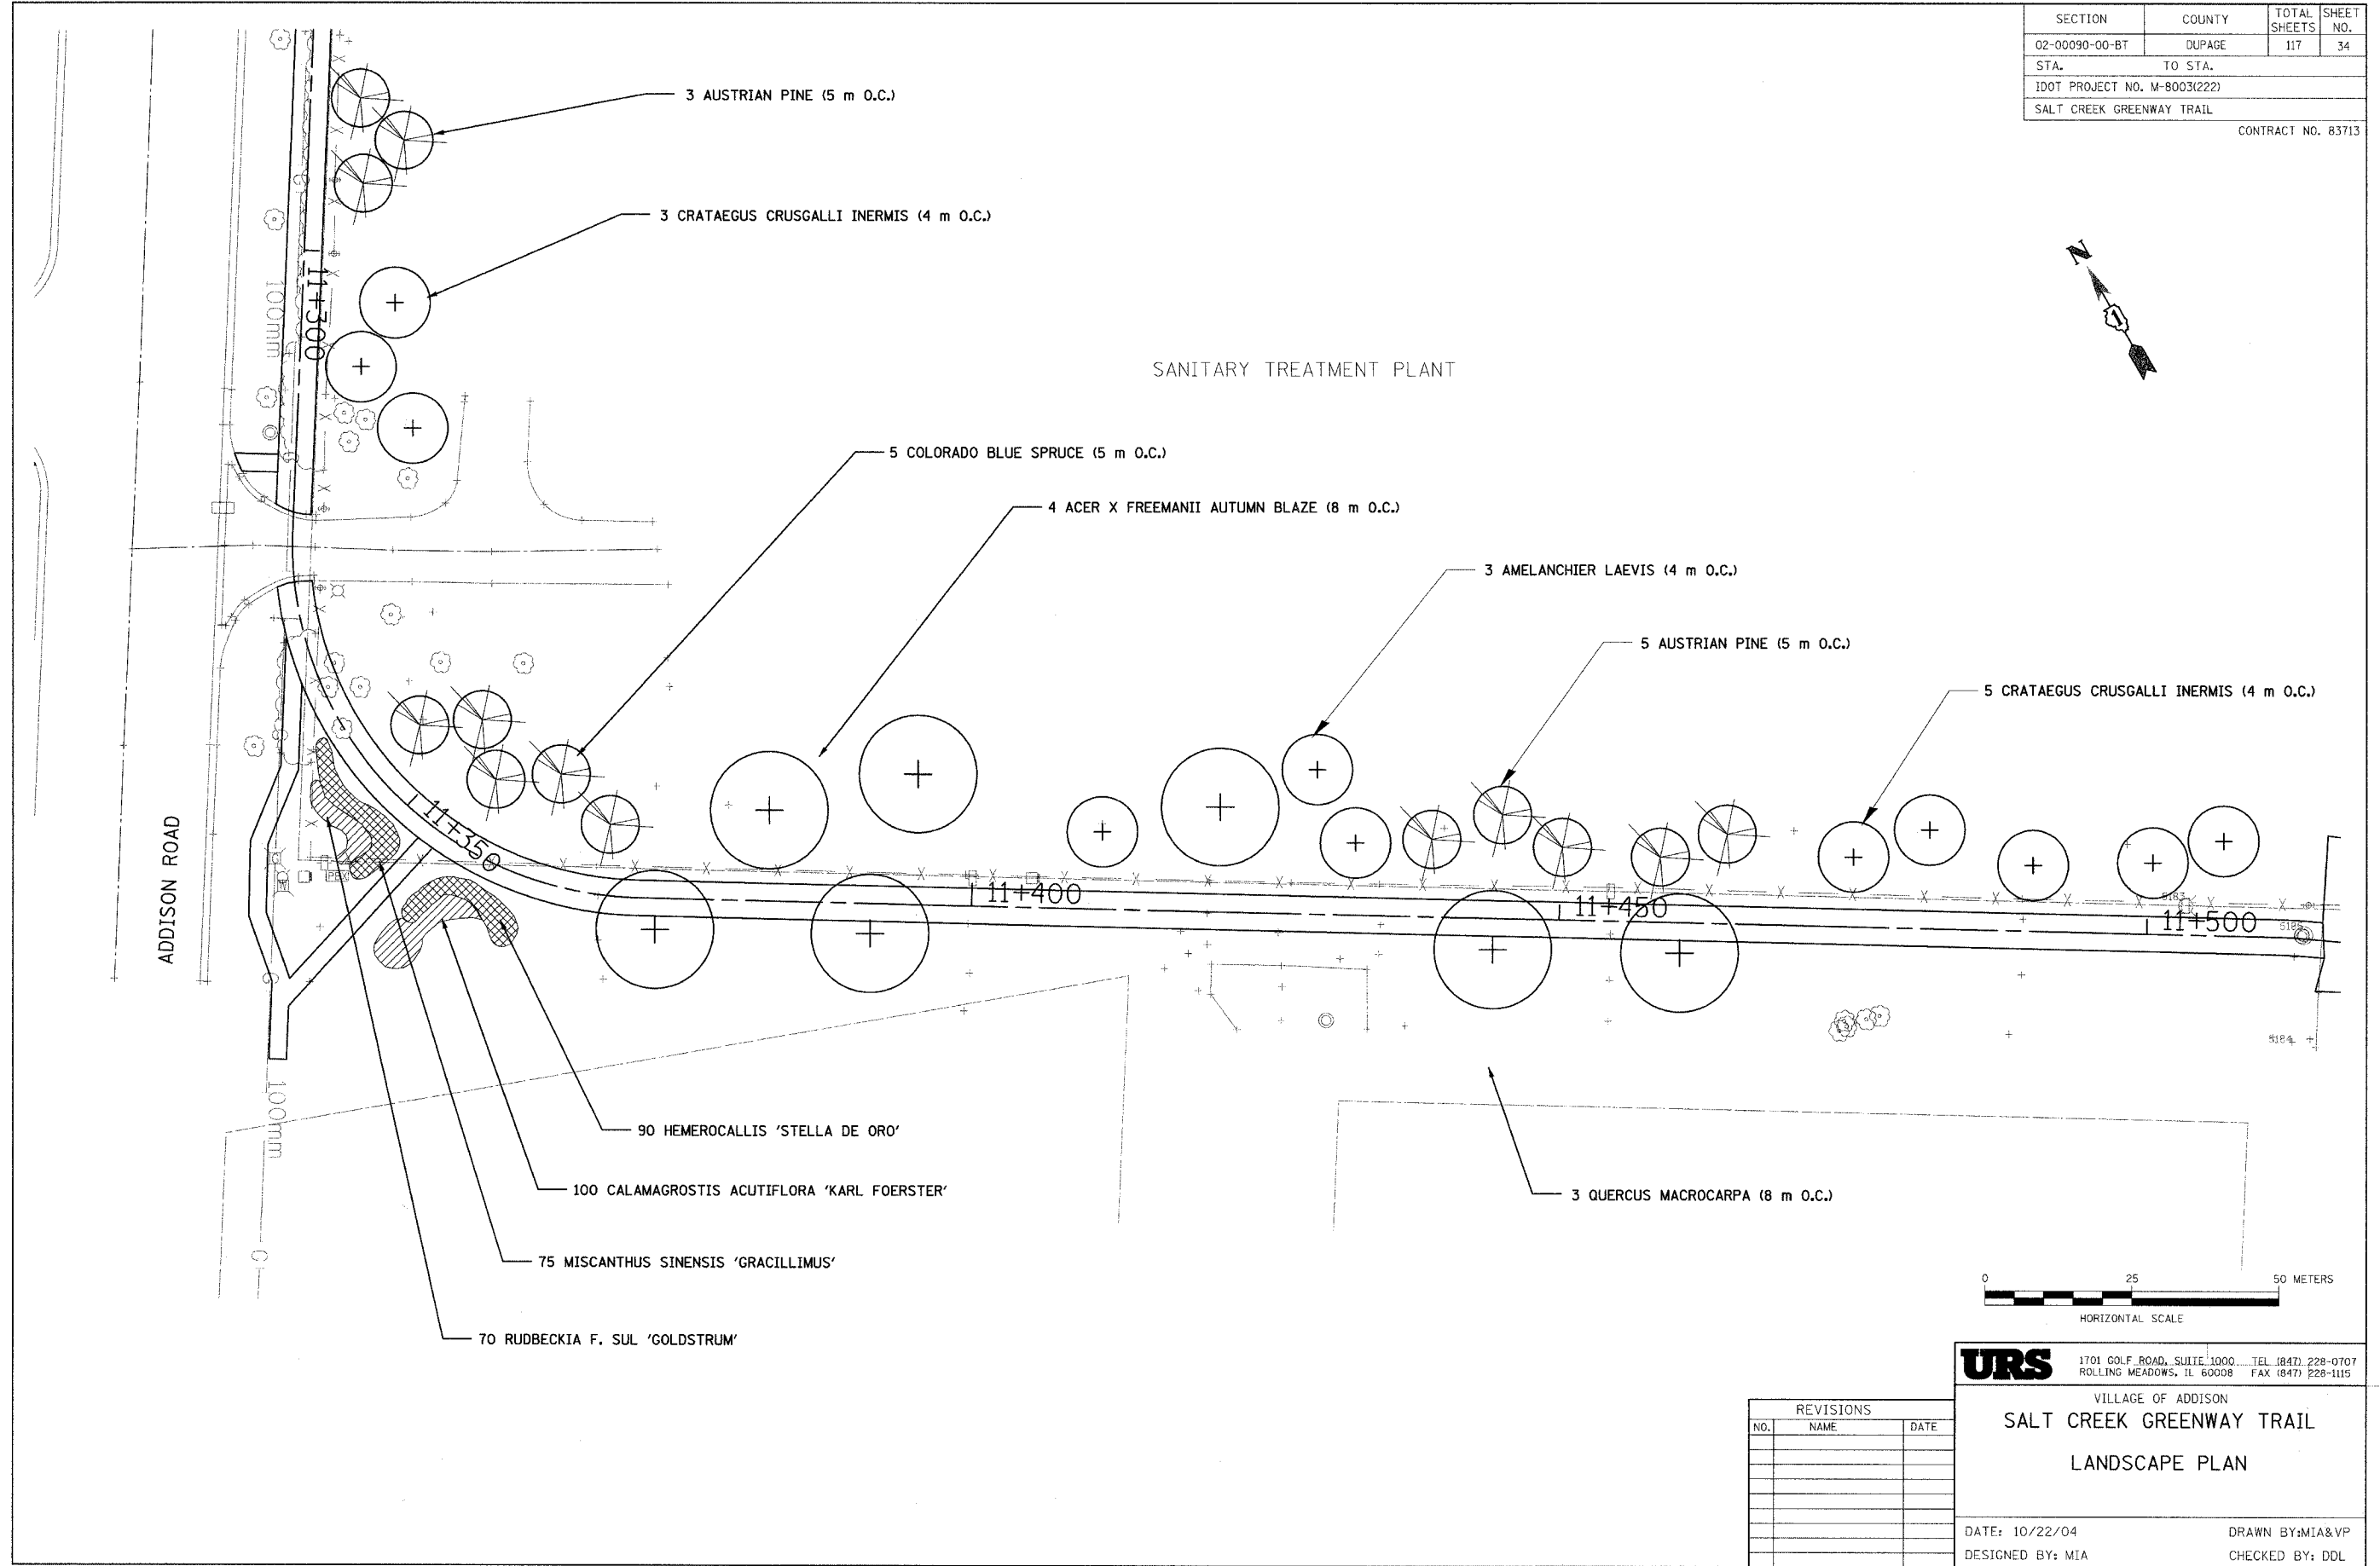 SECTION COUNTY TOTAL SHEETS SHEET NO.
02-00090-00-BT DUPAGE 117 34
STA. TO STA.
IDOT PROJECT NO. M-8003(222)
SALT CREEK GREENWAY TRAIL
CONTRACT NO. 83713
3 AUSTRIAN PINE (5 m O.C.)
3 CRATAEGUS CRUSGALLI INERMIS (4 m O.C.)
N
1
11+300
100mm
SANITARY TREATMENT PLANT
5 COLORADO BLUE SPRUCE (5 m O.C.)
4 ACER X FREEMANII AUTUMN BLAZE (8 m O.C.)
3 AMELANCHIER LAEVIS (4 m O.C.)
5 AUSTRIAN PINE (5 m O.C.)
5 CRATAEGUS CRUSGALLI INERMIS (4 m O.C.)
ADDISON ROAD
11+350
11+400
11+450
11+500
5183
5184
100mm
G
90 HEMEROCALLIS 'STELLA DE ORO'
100 CALAMAGROSTIS ACUTIFLORA 'KARL FOERSTER'
3 QUERCUS MACROCARPA (8 m O.C.)
75 MISCANTHUS SINENSIS 'GRACILLIMUS'
70 RUDBECKIA F. SUL 'GOLDSTRUM'
0 25 50 METERS
HORIZONTAL SCALE
URS
1701 GOLF ROAD, SUITE 1000 TEL (847) 228-0707
ROLLING MEADOWS, IL 60008 FAX (847) 228-1115
VILLAGE OF ADDISON
SALT CREEK GREENWAY TRAIL
LANDSCAPE PLAN
REVISIONS
NO. NAME DATE
DATE: 10/22/04 DRAWN BY:MIA&VP
DESIGNED BY: MIA CHECKED BY: DDL